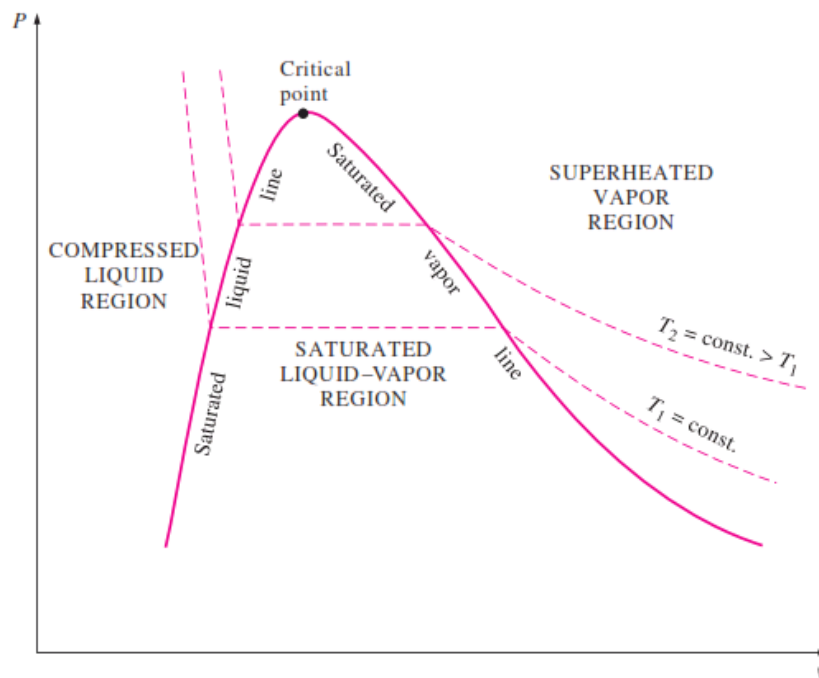 P
Critical
point
line
Saturated
SUPERHEATED
VAPOR
REGION
COMPRESSED
LIQUID
REGION
liquid
vapor
T₂ = const. > T₁
SATURATED
LIQUID–VAPOR
REGION
line
Saturated
T₁ = const.